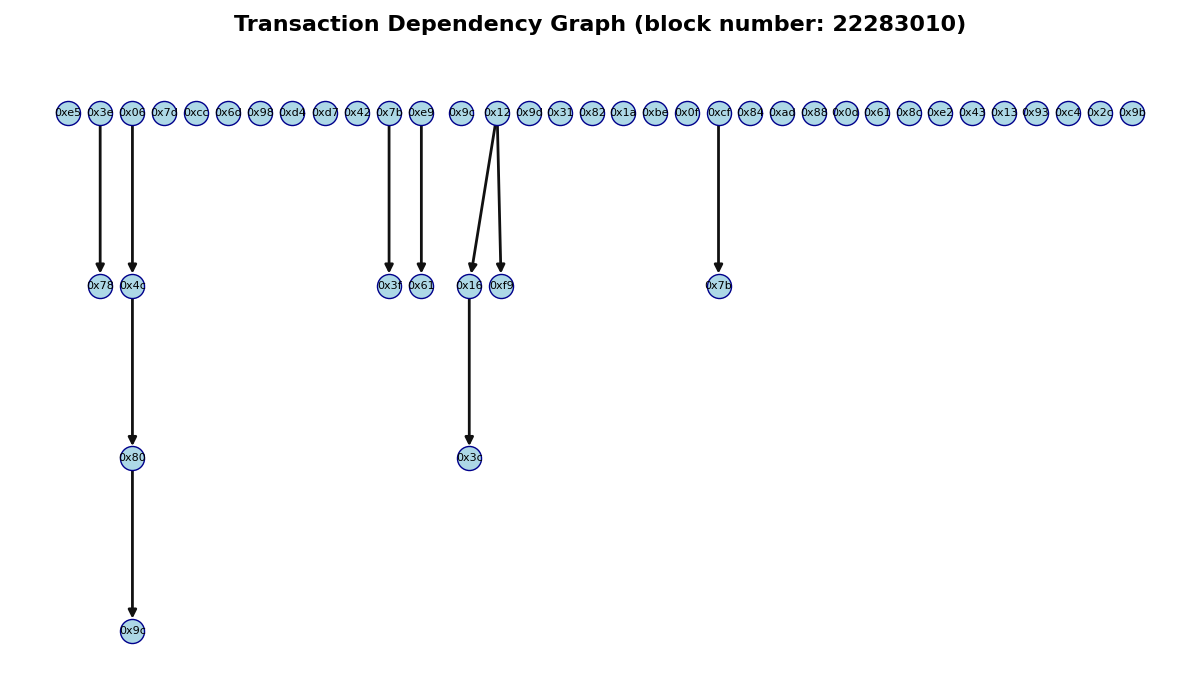 Transaction Dependency Graph (block number: 22283010)
0xe5 0x3e 0x06 0x7d 0xcc 0x6d 0x98 0xd4 0xd7 0x42 0x7b 0xe9 0x9c 0x12 0x9d 0x31 0x82 0x1a 0xbe 0x0f 0xcf 0x84 0xad 0x88 0x0d 0x61 0x8c 0xe2 0x43 0x13 0x93 0xc4 0x2c 0x9b
0x78 0x4c 0x3f 0x61 0x16 0xf9 0x7b
0x80 0x3c
0x9c